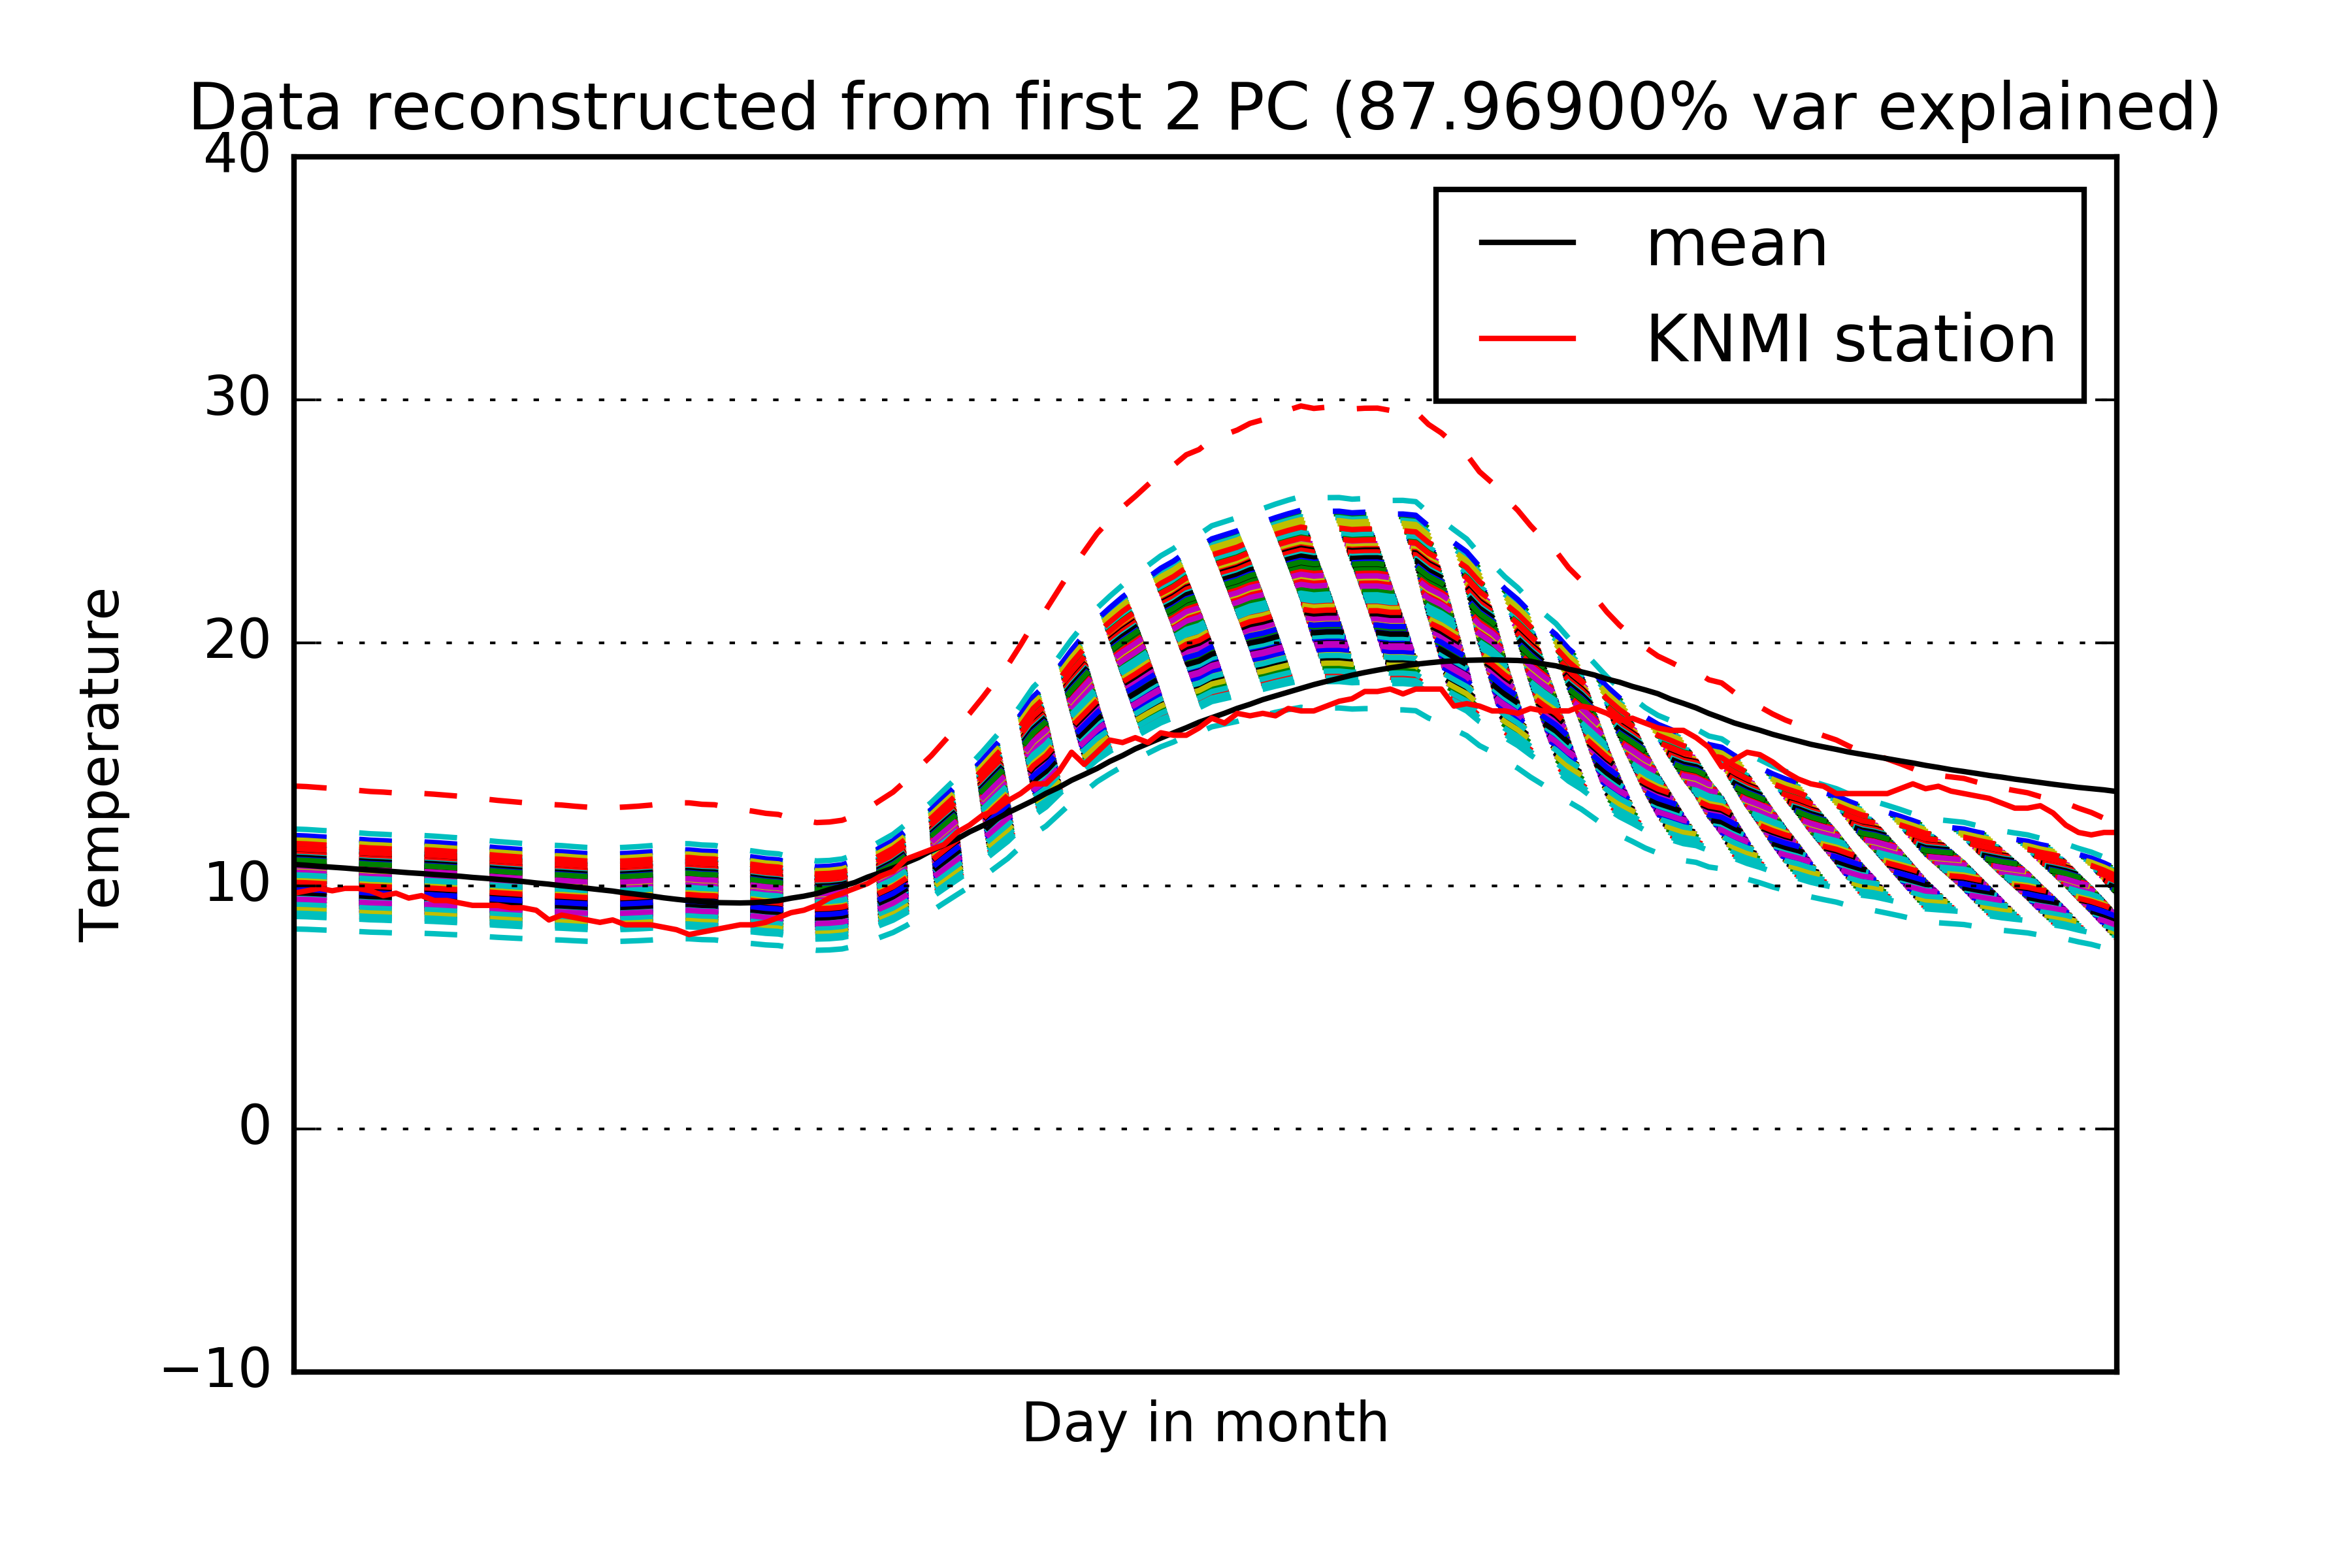 Data reconstructed from first 2 PC (87.96900% var explained)
40
30
20
10
0
−10
Temperature
mean
KNMI station
Day in month